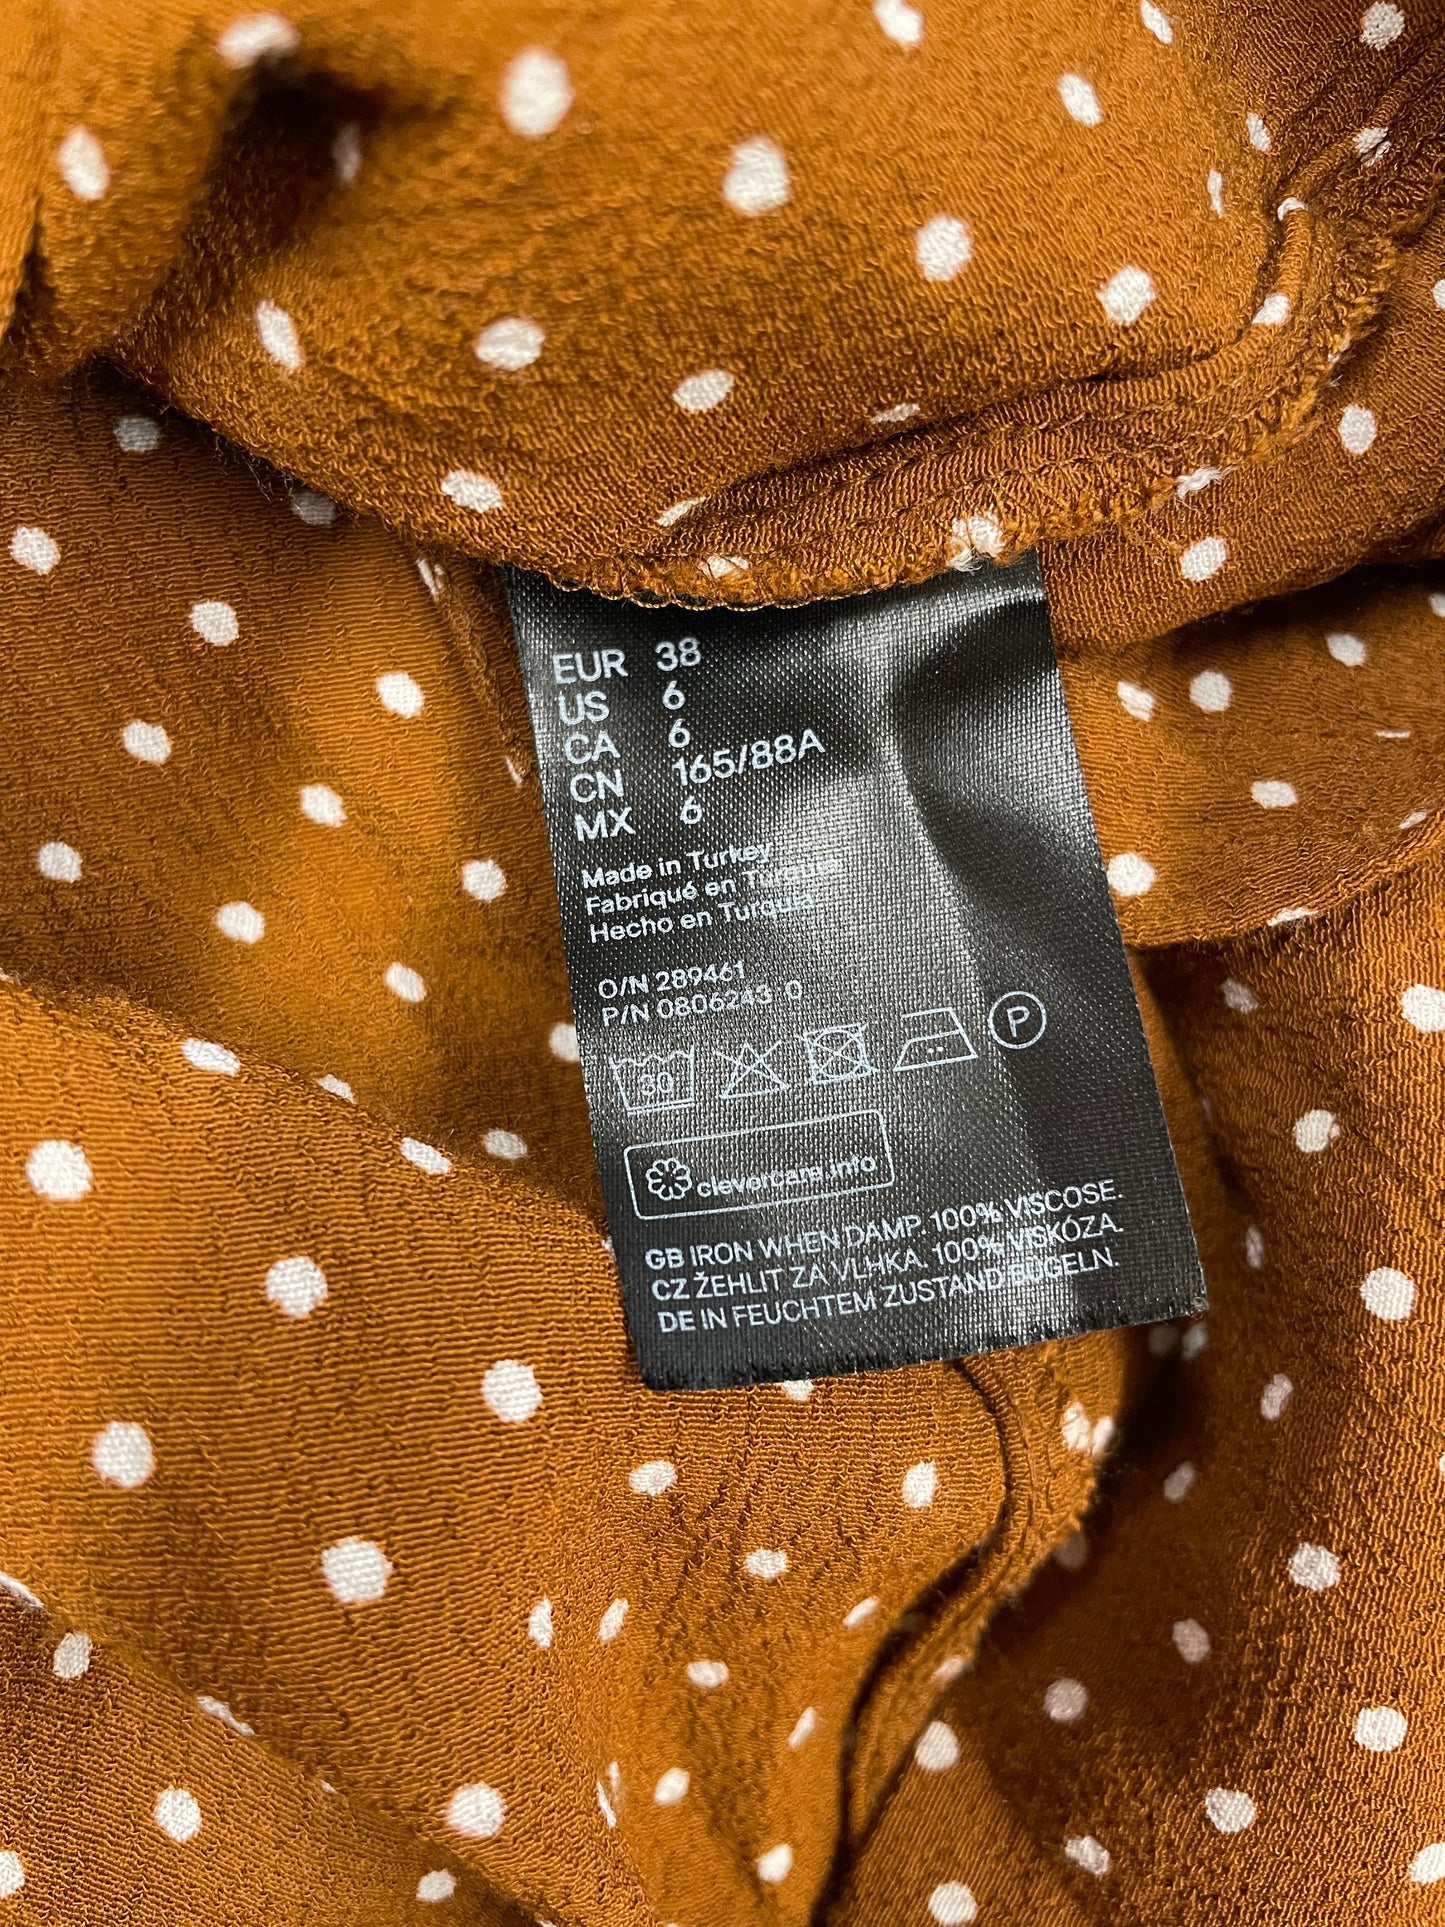 EUR 38
US 6
CA 6
CN 165/88A
MX 6
Made in Turkey
Fabriqué en Turquie
Hecho en Turquía
O/N 289461
P/N 0806243 0
30
P
clevercare.info
GB IRON WHEN DAMP. 100% VISCOSE.
CZ ŽEHLIT ZA VLHKA. 100% VISKÓZA.
DE IN FEUCHTEM ZUSTAND BÜGELN.